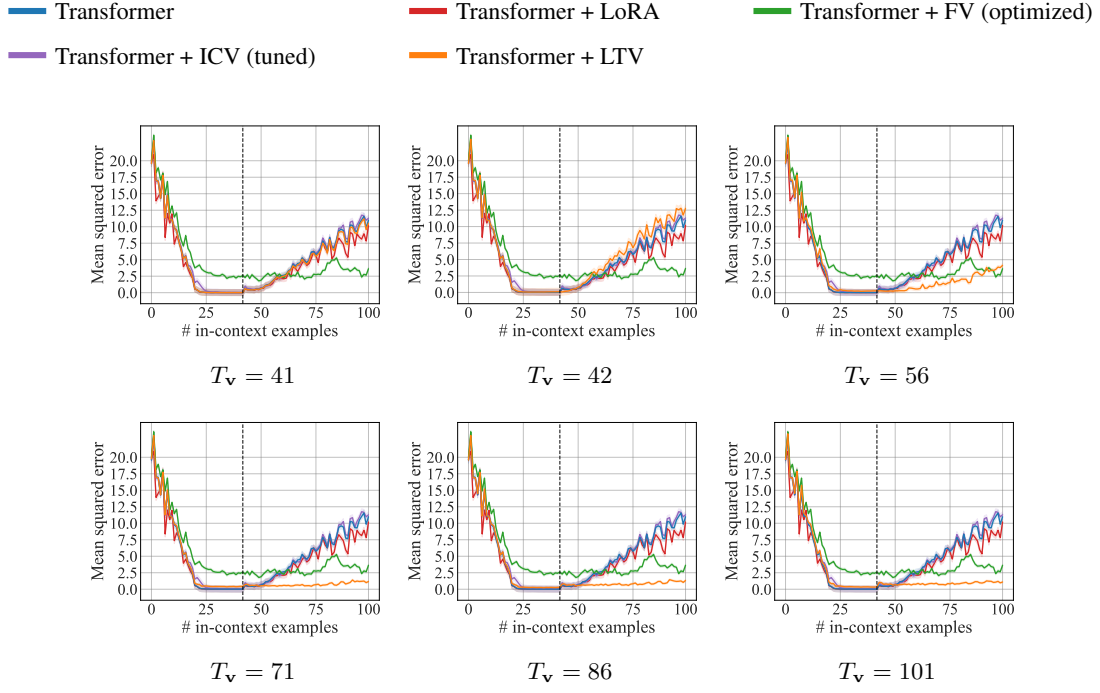 Transformer
Transformer + LoRA
Transformer + FV (optimized)
Transformer + ICV (tuned)
Transformer + LTV
Mean squared error
20.0
17.5
15.0
12.5
10.0
7.5
5.0
2.5
0.0
0 25 50 75 100
# in-context examples
T_v = 41
Mean squared error
20.0
17.5
15.0
12.5
10.0
7.5
5.0
2.5
0.0
0 25 50 75 100
# in-context examples
T_v = 42
Mean squared error
20.0
17.5
15.0
12.5
10.0
7.5
5.0
2.5
0.0
0 25 50 75 100
# in-context examples
T_v = 56
Mean squared error
20.0
17.5
15.0
12.5
10.0
7.5
5.0
2.5
0.0
0 25 50 75 100
# in-context examples
T_v = 71
Mean squared error
20.0
17.5
15.0
12.5
10.0
7.5
5.0
2.5
0.0
0 25 50 75 100
# in-context examples
T_v = 86
Mean squared error
20.0
17.5
15.0
12.5
10.0
7.5
5.0
2.5
0.0
0 25 50 75 100
# in-context examples
T_v = 101